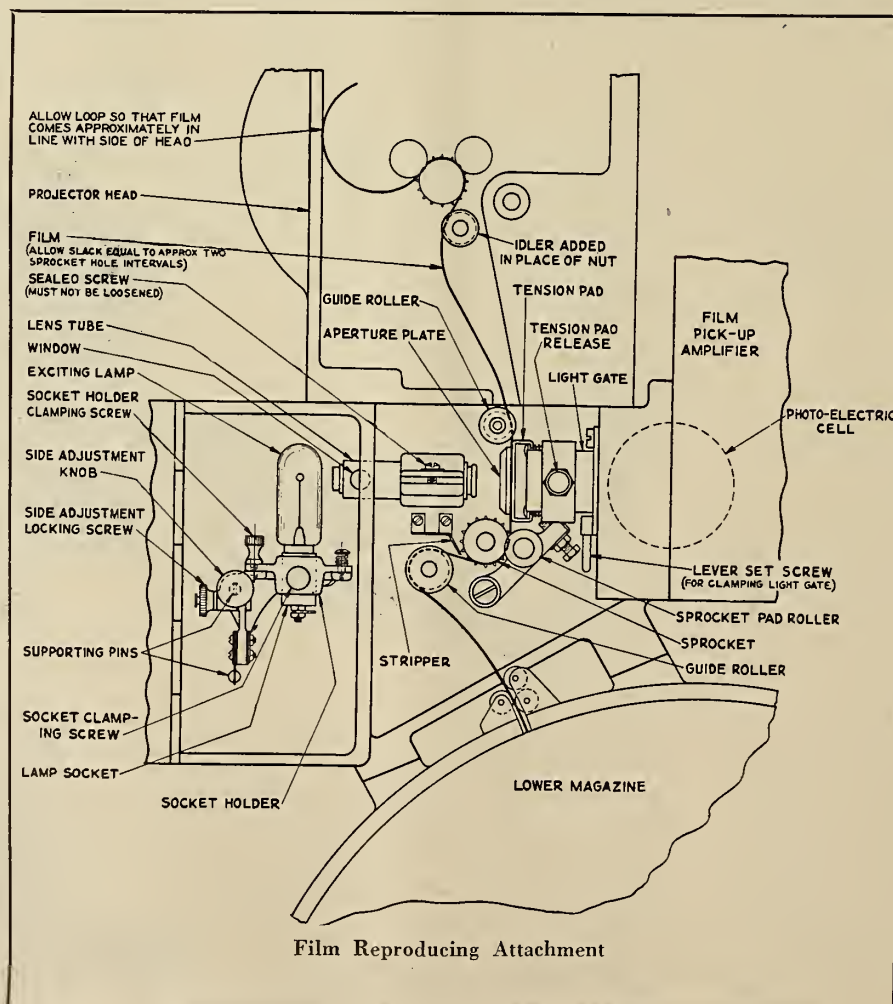 ALLOW LOOP SO THAT FILM
COMES APPROXIMATELY IN
LINE WITH SIDE OF HEAD
PROJECTOR HEAD
FILM
(ALLOW SLACK EQUAL TO APPROX TWO
SPROCKET HOLE INTERVALS)
SEALED SCREW
(MUST NOT BE LOOSENED)
LENS TUBE
WINDOW
EXCITING LAMP
SOCKET HOLDER
CLAMPING SCREW
SIDE ADJUSTMENT
KNOB
SIDE ADJUSTMENT
LOCKING SCREW
SUPPORTING PINS
SOCKET CLAMP-
ING SCREW
LAMP SOCKET
SOCKET HOLDER
STRIPPER
GUIDE ROLLER
APERTURE PLATE
IDLER ADDED
IN PLACE OF NUT
TENSION PAD
TENSION PAD
RELEASE
LIGHT GATE
FILM
PICK-UP
AMPLIFIER
PHOTO-ELECTRIC
CELL
LEVER SET SCREW
(FOR CLAMPING LIGHT GATE)
SPROCKET PAD ROLLER
SPROCKET
GUIDE ROLLER
LOWER MAGAZINE
Film Reproducing Attachment